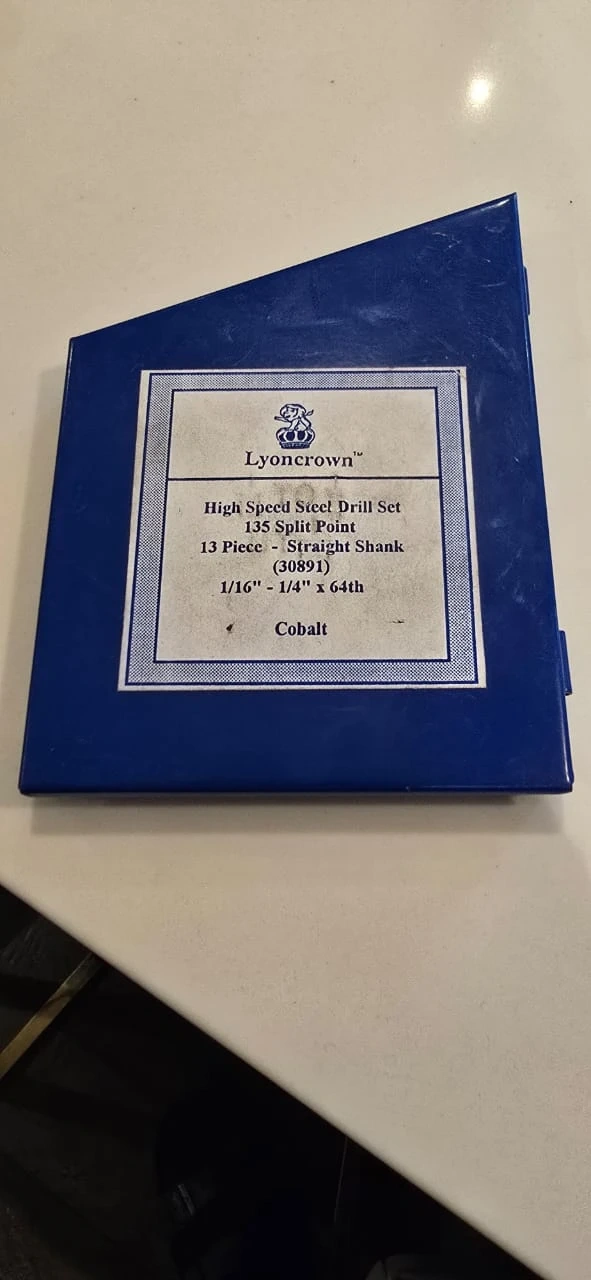 Lyoncrown™
High Speed Steel Drill Set
135 Split Point
13 Piece - Straight Shank
(30891)
1/16" - 1/4" x 64th
Cobalt